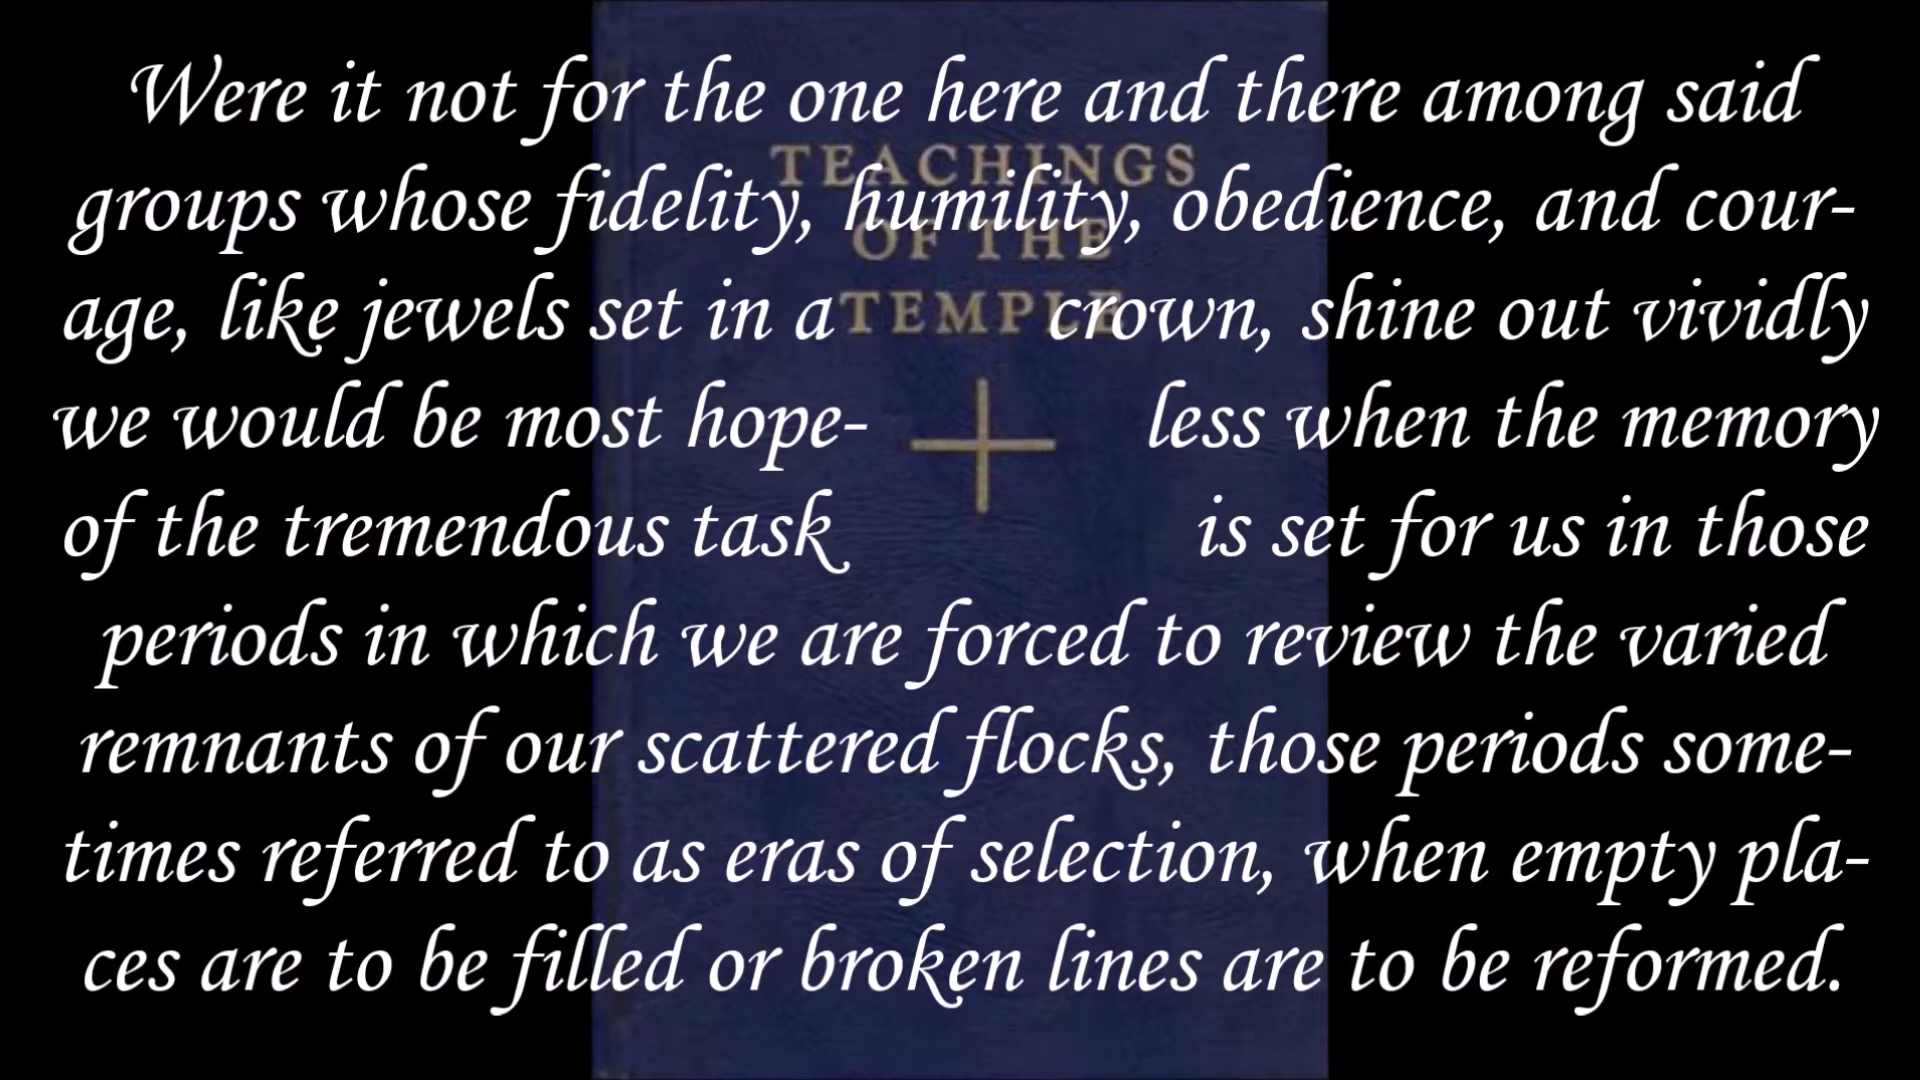 Were it not for the one here and there among said
groups whose fidelity, humility, obedience, and cour-
age, like jewels set in a crown, shine out vividly
we would be most hope- less when the memory
of the tremendous task is set for us in those
periods in which we are forced to review the varied
remnants of our scattered flocks, those periods some-
times referred to as eras of selection, when empty pla-
ces are to be filled or broken lines are to be reformed.
TEACHINGS
OF THE
TEMPLE